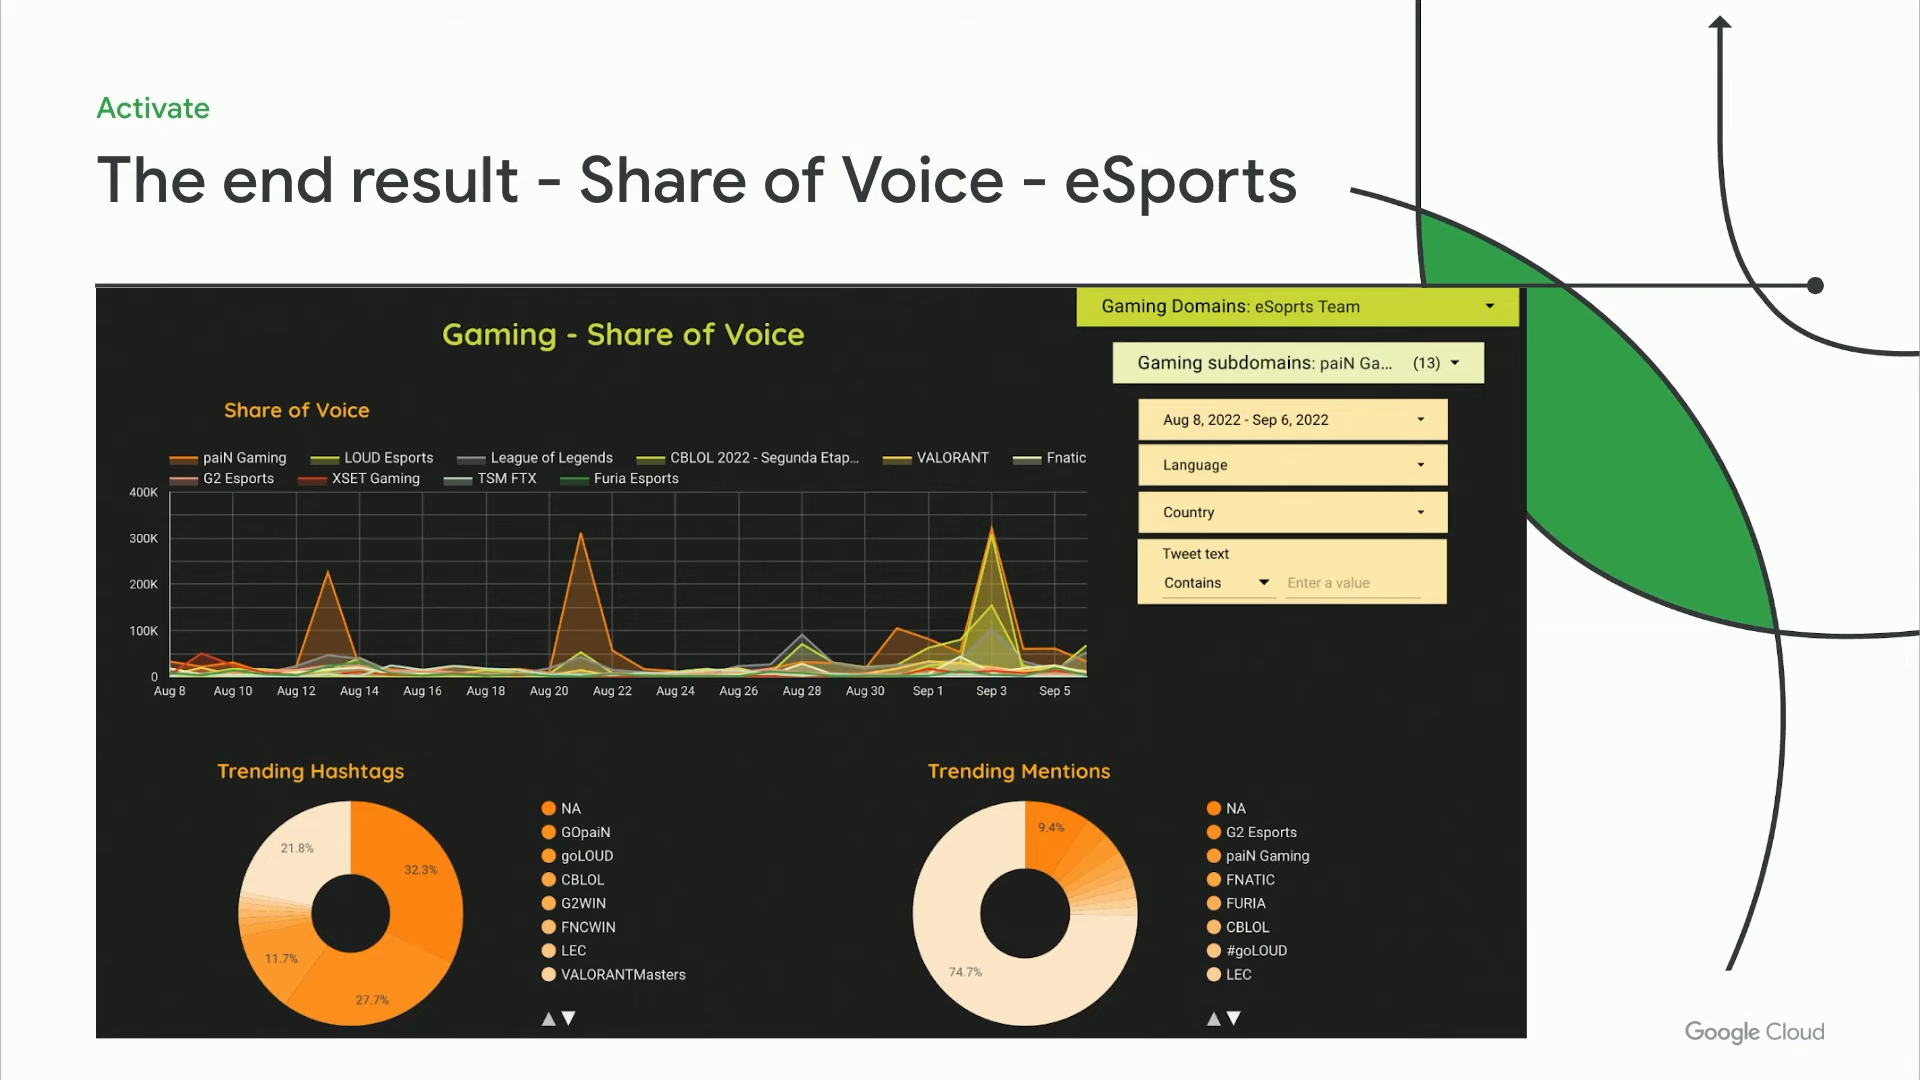 Activate
The end result - Share of Voice - eSports
Gaming - Share of Voice
Gaming Domains: eSoprts Team
Gaming subdomains: paiN Ga... (13)
Aug 8, 2022 - Sep 6, 2022
Language
Country
Tweet text
Contains Enter a value
Share of Voice
paiN Gaming LOUD Esports League of Legends CBLOL 2022 - Segunda Etap... VALORANT Fnatic
G2 Esports XSET Gaming TSM FTX Furia Esports
400K
300K
200K
100K
0
Aug 8 Aug 10 Aug 12 Aug 14 Aug 16 Aug 18 Aug 20 Aug 22 Aug 24 Aug 26 Aug 28 Aug 30 Sep 1 Sep 3 Sep 5
Trending Hashtags
21.8%
32.3%
11.7%
27.7%
NA
GOpaiN
goLOUD
CBLOL
G2WIN
FNCWIN
LEC
VALORANTMasters
Trending Mentions
9.4%
74.7%
NA
G2 Esports
paiN Gaming
FNATIC
FURIA
CBLOL
#goLOUD
LEC
Google Cloud